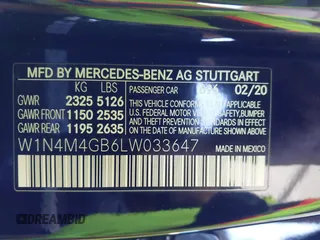 MFD BY MERCEDES-BENZ AG STUTTGART
KG LBS
PASSENGER CAR 02/20
GVWR 2325 5126
GAWR FRONT 1150 2535
GAWR REAR 1195 2635
THIS VEHICLE CONFORMS TO ALL
APPLICABLE U.S. FEDERAL
MOTOR VEHICLE SAFETY, BUMPER,
AND THEFT PREVENTION
STANDARDS IN EFFECT ON THE DATE
OF MANUFACTURE SHOWN ABOVE.
W1N4M4GB6LW033647
MADE IN MEXICO
DREAMBID